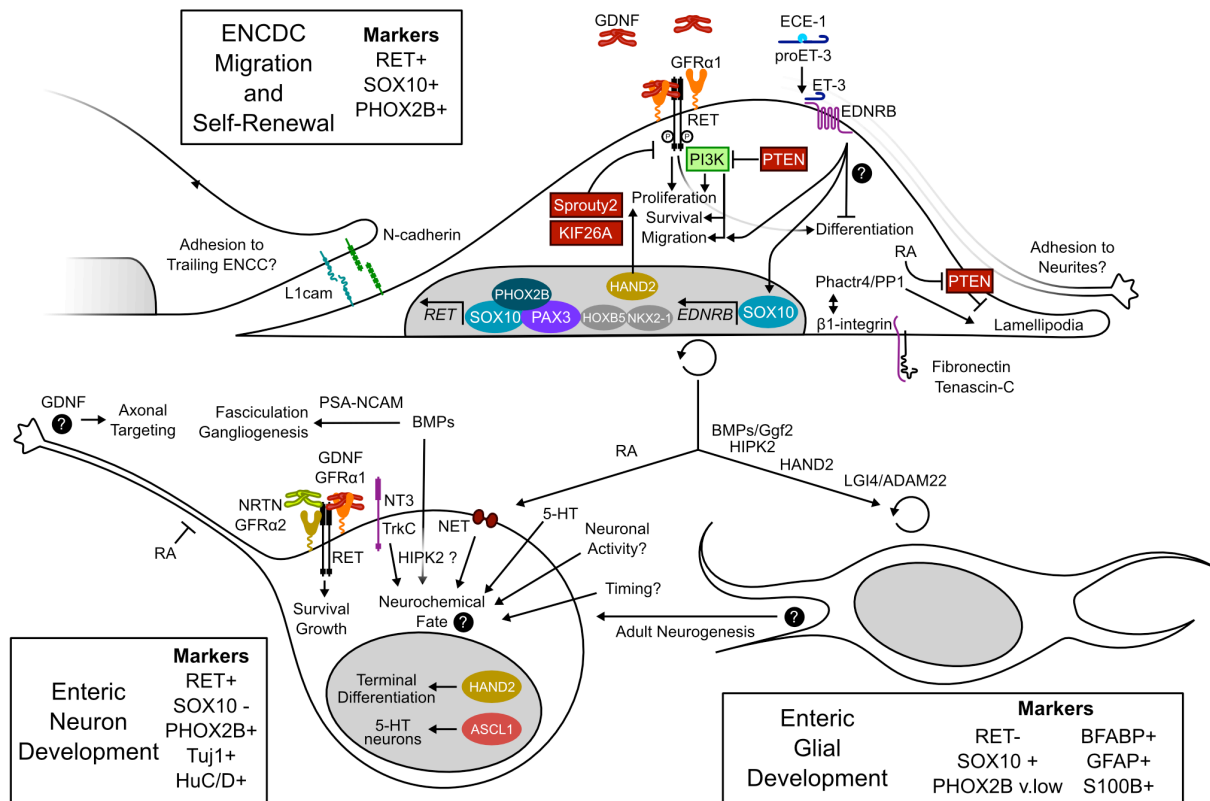 ENCDC
Migration
and
Self-Renewal
Markers
RET+
SOX10+
PHOX2B+
GDNF
GFRα1
RET
P
P
ECE-1
proET-3
ET-3
EDNRB
PI3K
PTEN
?
Sprouty2
KIF26A
Proliferation
Survival
Migration
Differentiation
Adhesion to
Trailing ENCC?
N-cadherin
L1cam
RA
PTEN
Adhesion to
Neurites?
Phactr4/PP1
β1-integrin
Lamellipodia
Fibronectin
Tenascin-C
HAND2
PHOX2B
RET
SOX10
PAX3
HOXB5
NKX2-1
EDNRB
SOX10
GDNF
?
Axonal
Targeting
Fasciculation
Gangliogenesis
PSA-NCAM
BMPs
RA
BMPs/Ggf2
HIPK2
HAND2
LGI4/ADAM22
GDNF
GFRα1
NRTN
GFRα2
RET
NT3
TrkC
HIPK2 ?
NET
5-HT
Neuronal
Activity?
Timing?
RA
Survival
Growth
Neurochemical
Fate ?
?
Adult Neurogenesis
Terminal
Differentiation
HAND2
5-HT
neurons
ASCL1
Enteric
Neuron
Development
Markers
RET+
SOX10 -
PHOX2B+
Tuj1+
HuC/D+
Enteric
Glial
Development
Markers
RET- BFABP+
SOX10 + GFAP+
PHOX2B v.low S100B+